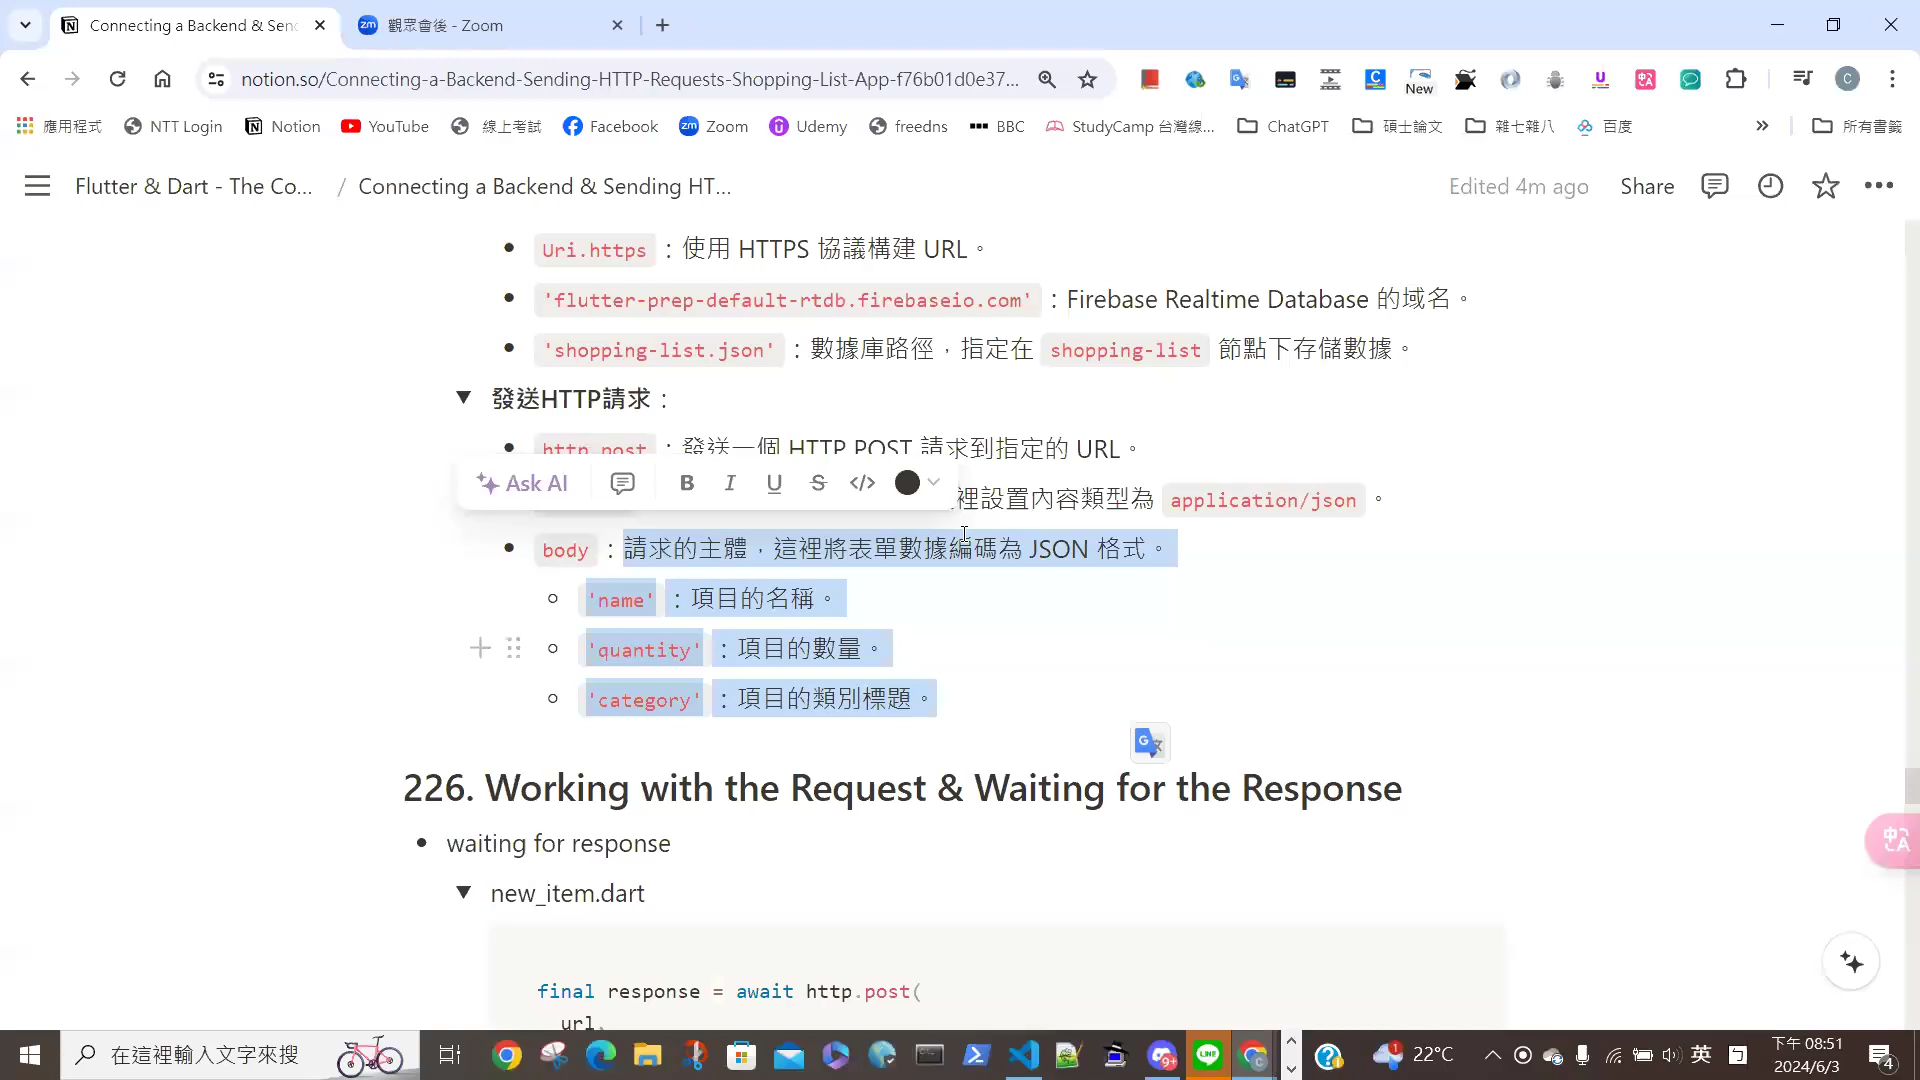 Connecting a Backend & Senc
觀眾會後 - Zoom
notion.so/Connecting-a-Backend-Sending-HTTP-Requests-Shopping-List-App-f76b01d0e37...
New
應用程式 NTT Login Notion YouTube 線上考試 Facebook Zoom Udemy freedns BBC StudyCamp 台灣線... ChatGPT 碩士論文 雜七雜八 百度 所有書籤
Flutter & Dart - The Co... / Connecting a Backend & Sending HT... Edited 4m ago Share
Uri.https：使用 HTTPS 協議構建 URL。
'flutter-prep-default-rtdb.firebaseio.com'：Firebase Realtime Database 的域名。
'shopping-list.json'：數據庫路徑，指定在 shopping-list 節點下存儲數據。
發送HTTP請求：
http.post：發送一個 HTTP POST 請求到指定的 URL。
Ask AI B I U S </>
裡設置內容類型為 application/json。
body：請求的主體，這裡將表單數據編碼為 JSON 格式。
'name'：項目的名稱。
'quantity'：項目的數量。
'category'：項目的類別標題。
226. Working with the Request & Waiting for the Response
waiting for response
new_item.dart
final response = await http.post(
url,
在這裡輸入文字來搜
22°C
英
下午 08:51
2024/6/3
4